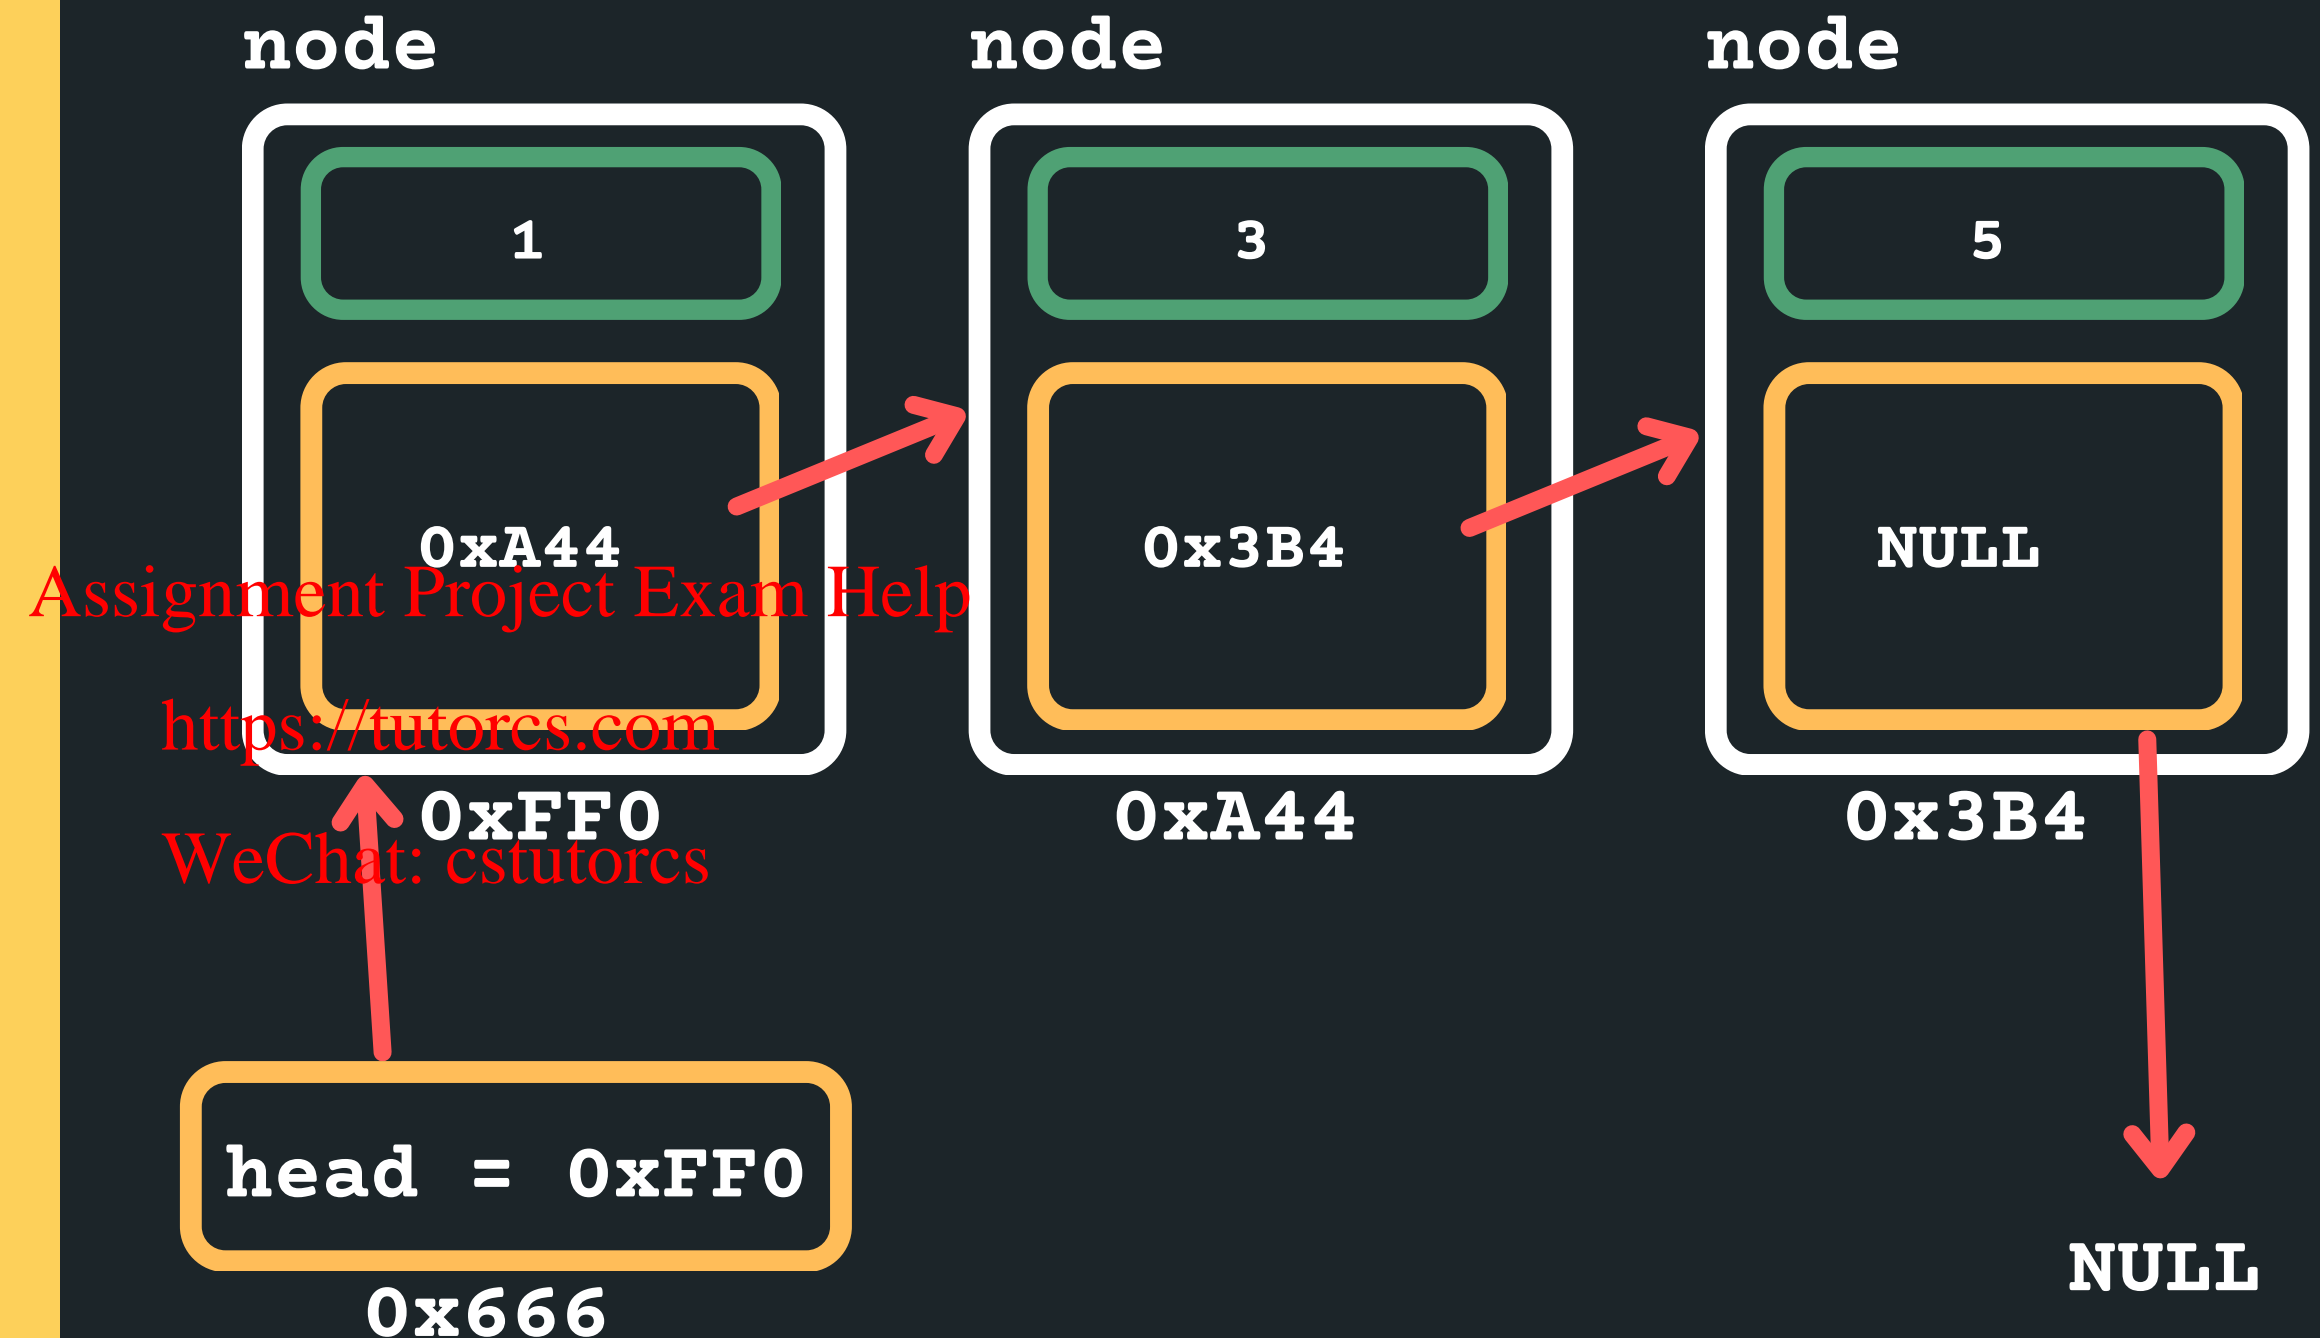 node node node
1 3 5
0xA44 0x3B4 NULL
Assignment Project Exam Help
https://tutorcs.com
0xFF0 0xA44 0x3B4
WeChat: cstutorcs
head = 0xFF0
NULL
0x666